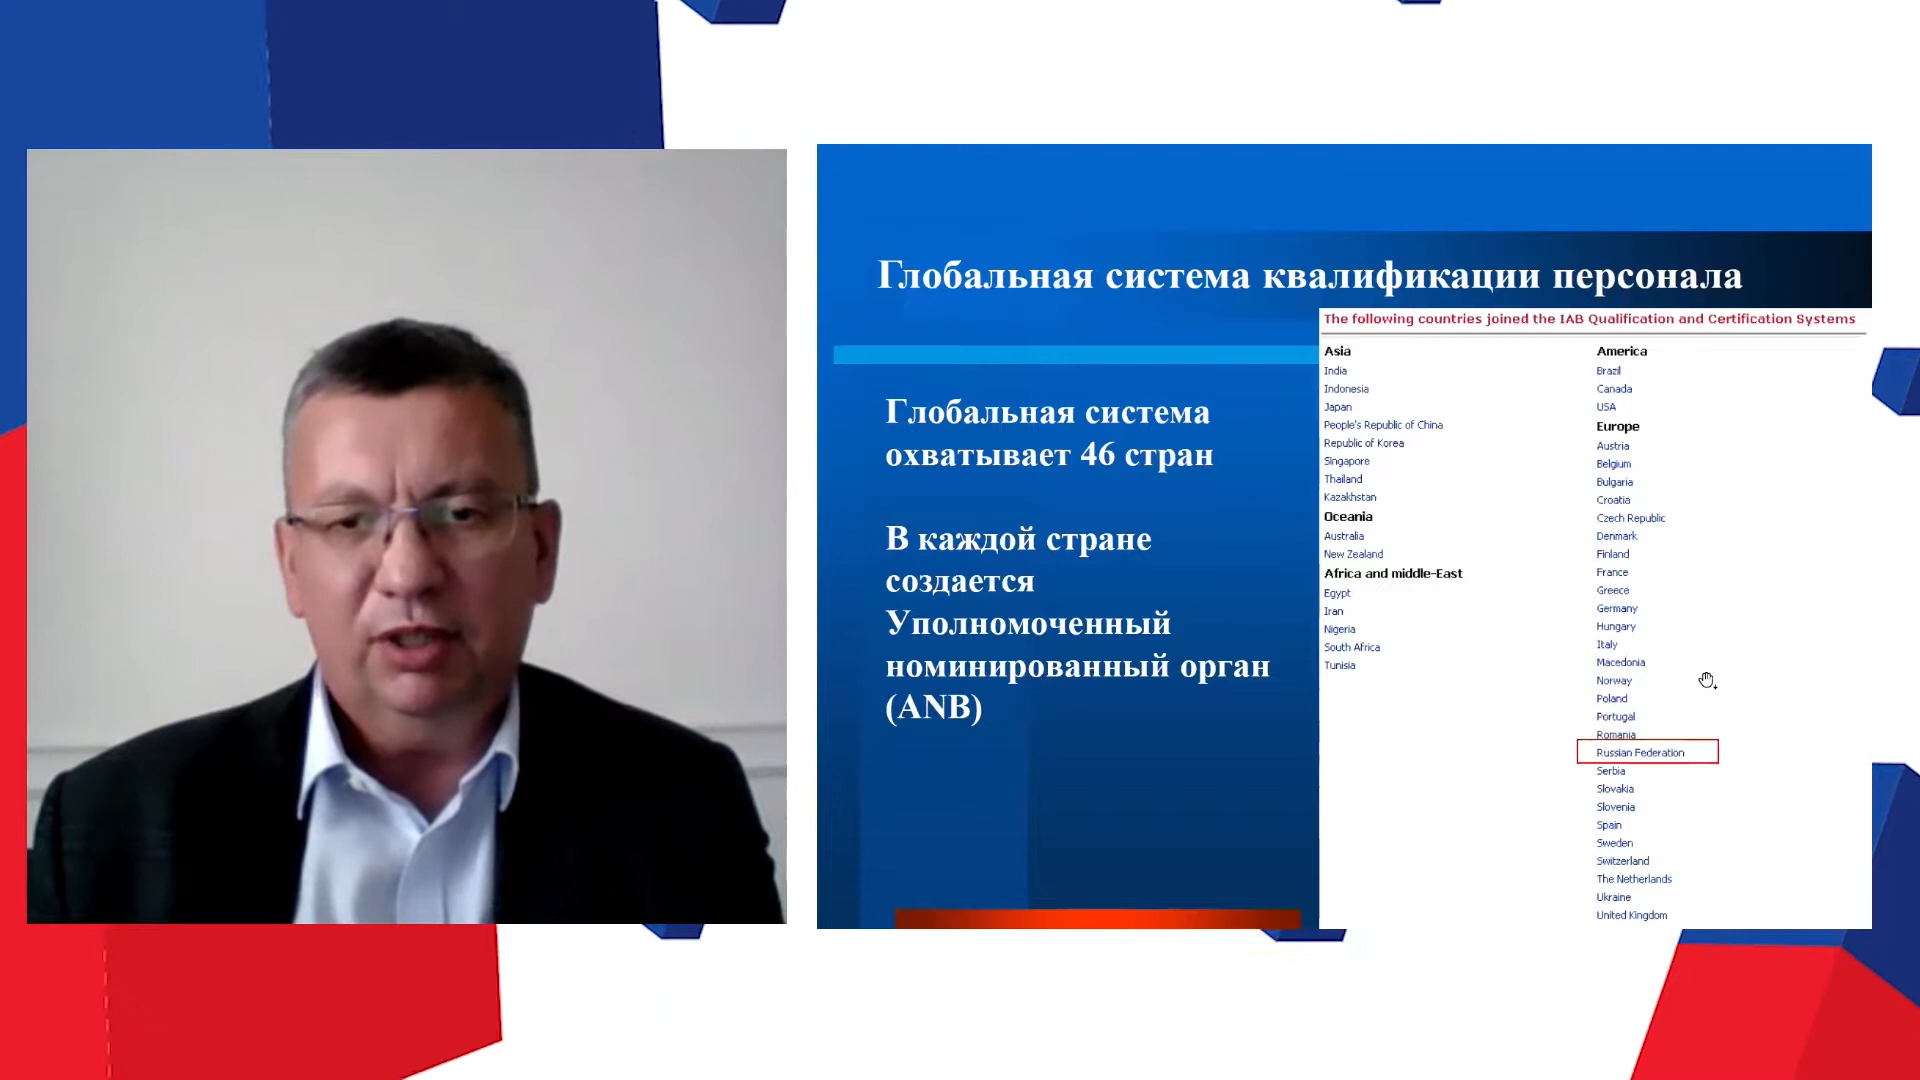 Глобальная система квалификации персонала
Глобальная система
охватывает 46 стран
В каждой стране
создается
Уполномоченный
номинированный орган
(ANB)
The following countries joined the IAB Qualification and Certification Systems
Asia
India
Indonesia
Japan
People's Republic of China
Republic of Korea
Singapore
Thailand
Kazakhstan
Oceania
Australia
New Zealand
Africa and middle-East
Egypt
Iran
Nigeria
South Africa
Tunisia
America
Brazil
Canada
USA
Europe
Austria
Belgium
Bulgaria
Croatia
Czech Republic
Denmark
Finland
France
Greece
Germany
Hungary
Italy
Macedonia
Norway
Poland
Portugal
Romania
Russian Federation
Serbia
Slovakia
Slovenia
Spain
Sweden
Switzerland
The Netherlands
Ukraine
United Kingdom